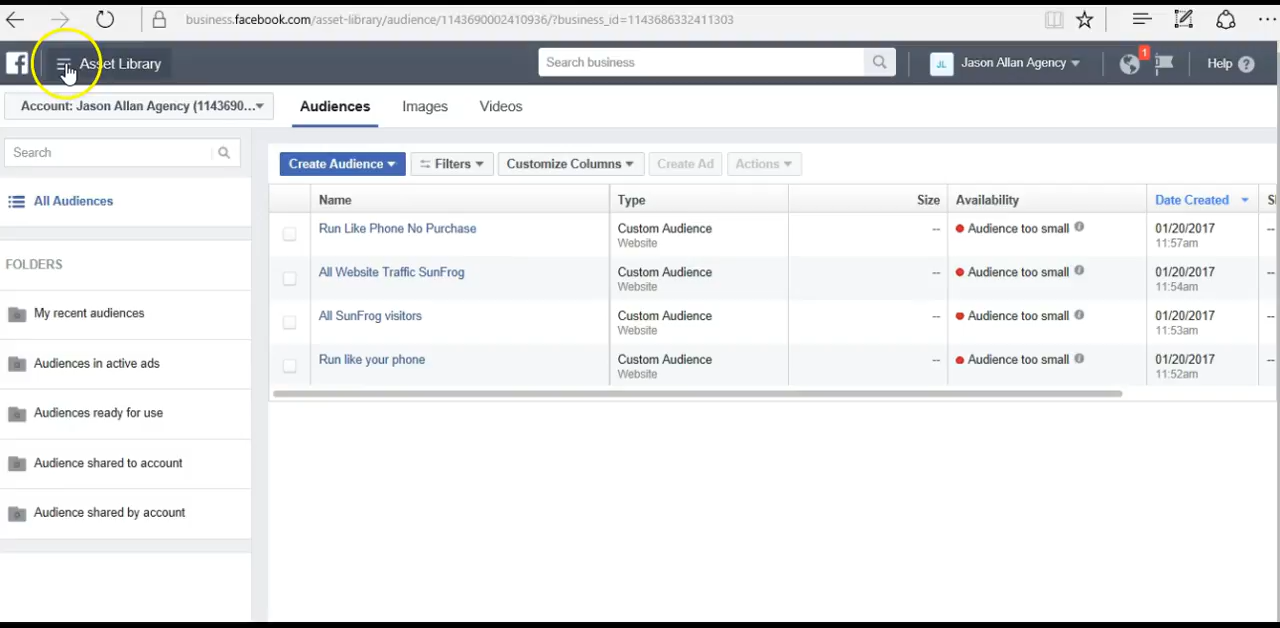 business.facebook.com/asset-library/audience/1143690002410936/?business_id=1143686332411303
Asset Library
Search business
JL
Jason Allan Agency
1
Help
Account: Jason Allan Agency (1143690...
Audiences
Images
Videos
Search
Create Audience
Filters
Customize Columns
Create Ad
Actions
All Audiences
FOLDERS
My recent audiences
Audiences in active ads
Audiences ready for use
Audience shared to account
Audience shared by account
Name Type Size Availability Date Created S
Run Like Phone No Purchase Custom Audience -- Audience too small 01/20/2017 --
Website 11:57am
All Website Traffic SunFrog Custom Audience -- Audience too small 01/20/2017 --
Website 11:54am
All SunFrog visitors Custom Audience -- Audience too small 01/20/2017 --
Website 11:53am
Run like your phone Custom Audience -- Audience too small 01/20/2017 --
Website 11:52am